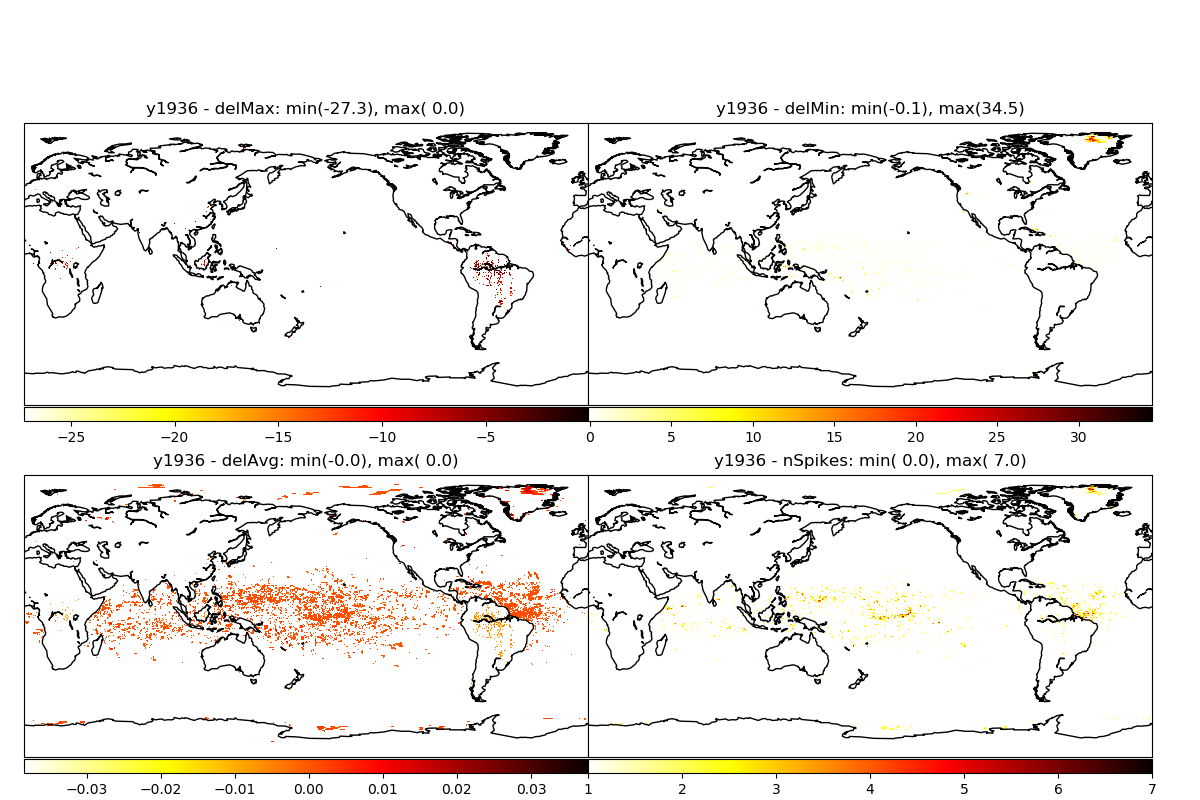 y1936 - delMax: min(-27.3), max( 0.0)
y1936 - delMin: min(-0.1), max(34.5)
−25 −20 −15 −10 −5
0 5 10 15 20 25 30
y1936 - delAvg: min(-0.0), max( 0.0)
y1936 - nSpikes: min( 0.0), max( 7.0)
−0.03 −0.02 −0.01 0.00 0.01 0.02 0.03
1 2 3 4 5 6 7